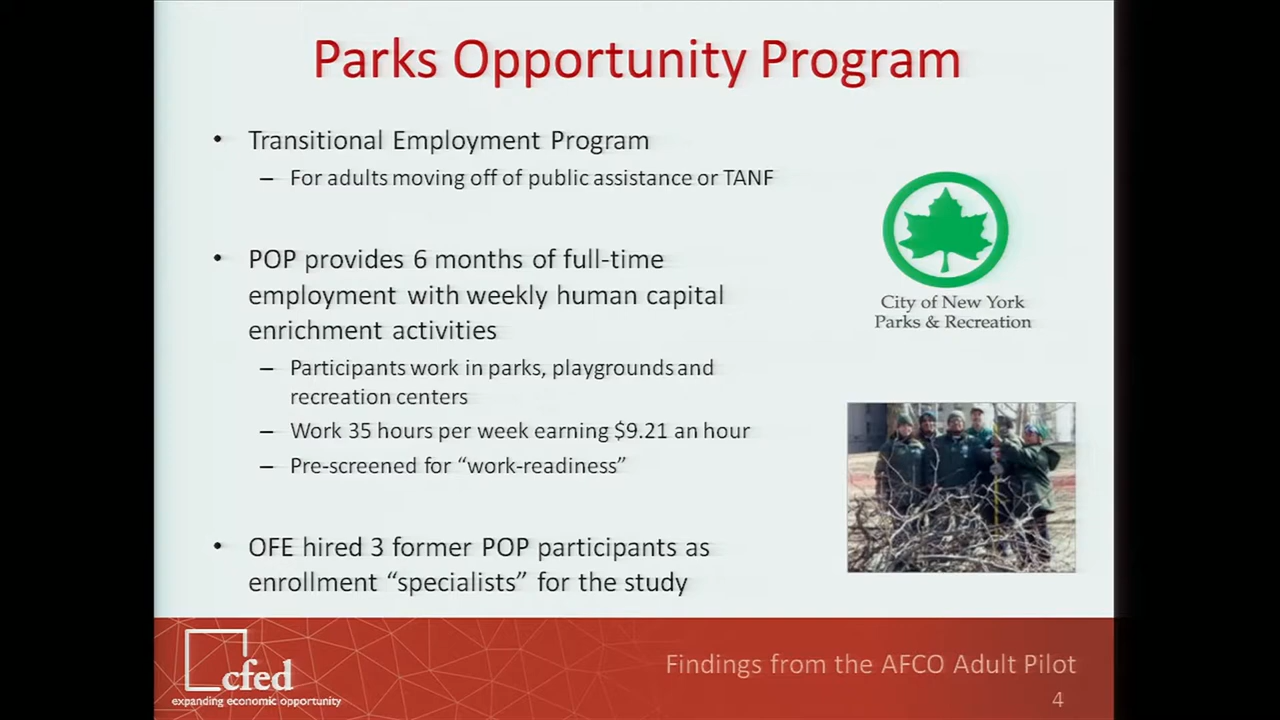 Parks Opportunity Program
• Transitional Employment Program
– For adults moving off of public assistance or TANF
• POP provides 6 months of full-time
employment with weekly human capital
enrichment activities
– Participants work in parks, playgrounds and
recreation centers
– Work 35 hours per week earning $9.21 an hour
– Pre-screened for “work-readiness”
• OFE hired 3 former POP participants as
enrollment “specialists” for the study
City of New York
Parks & Recreation
cfed
expanding economic opportunity
Findings from the AFCO Adult Pilot
4